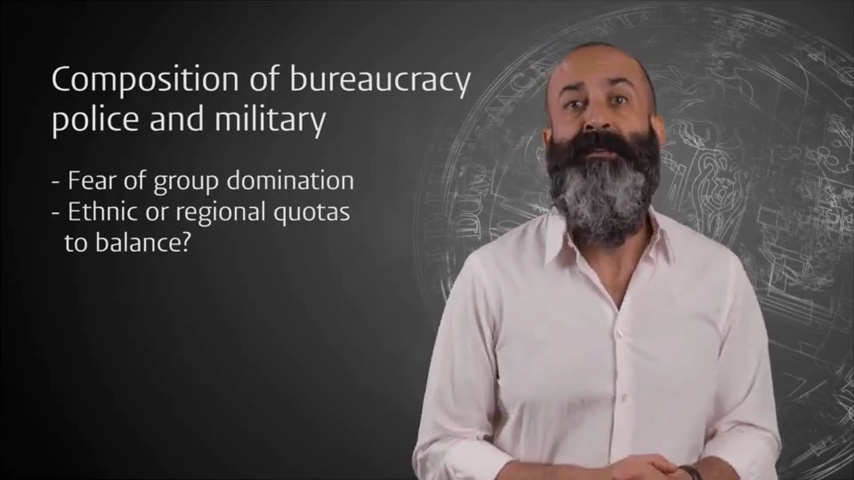 Composition of bureaucracy
police and military
- Fear of group domination
- Ethnic or regional quotas
to balance?